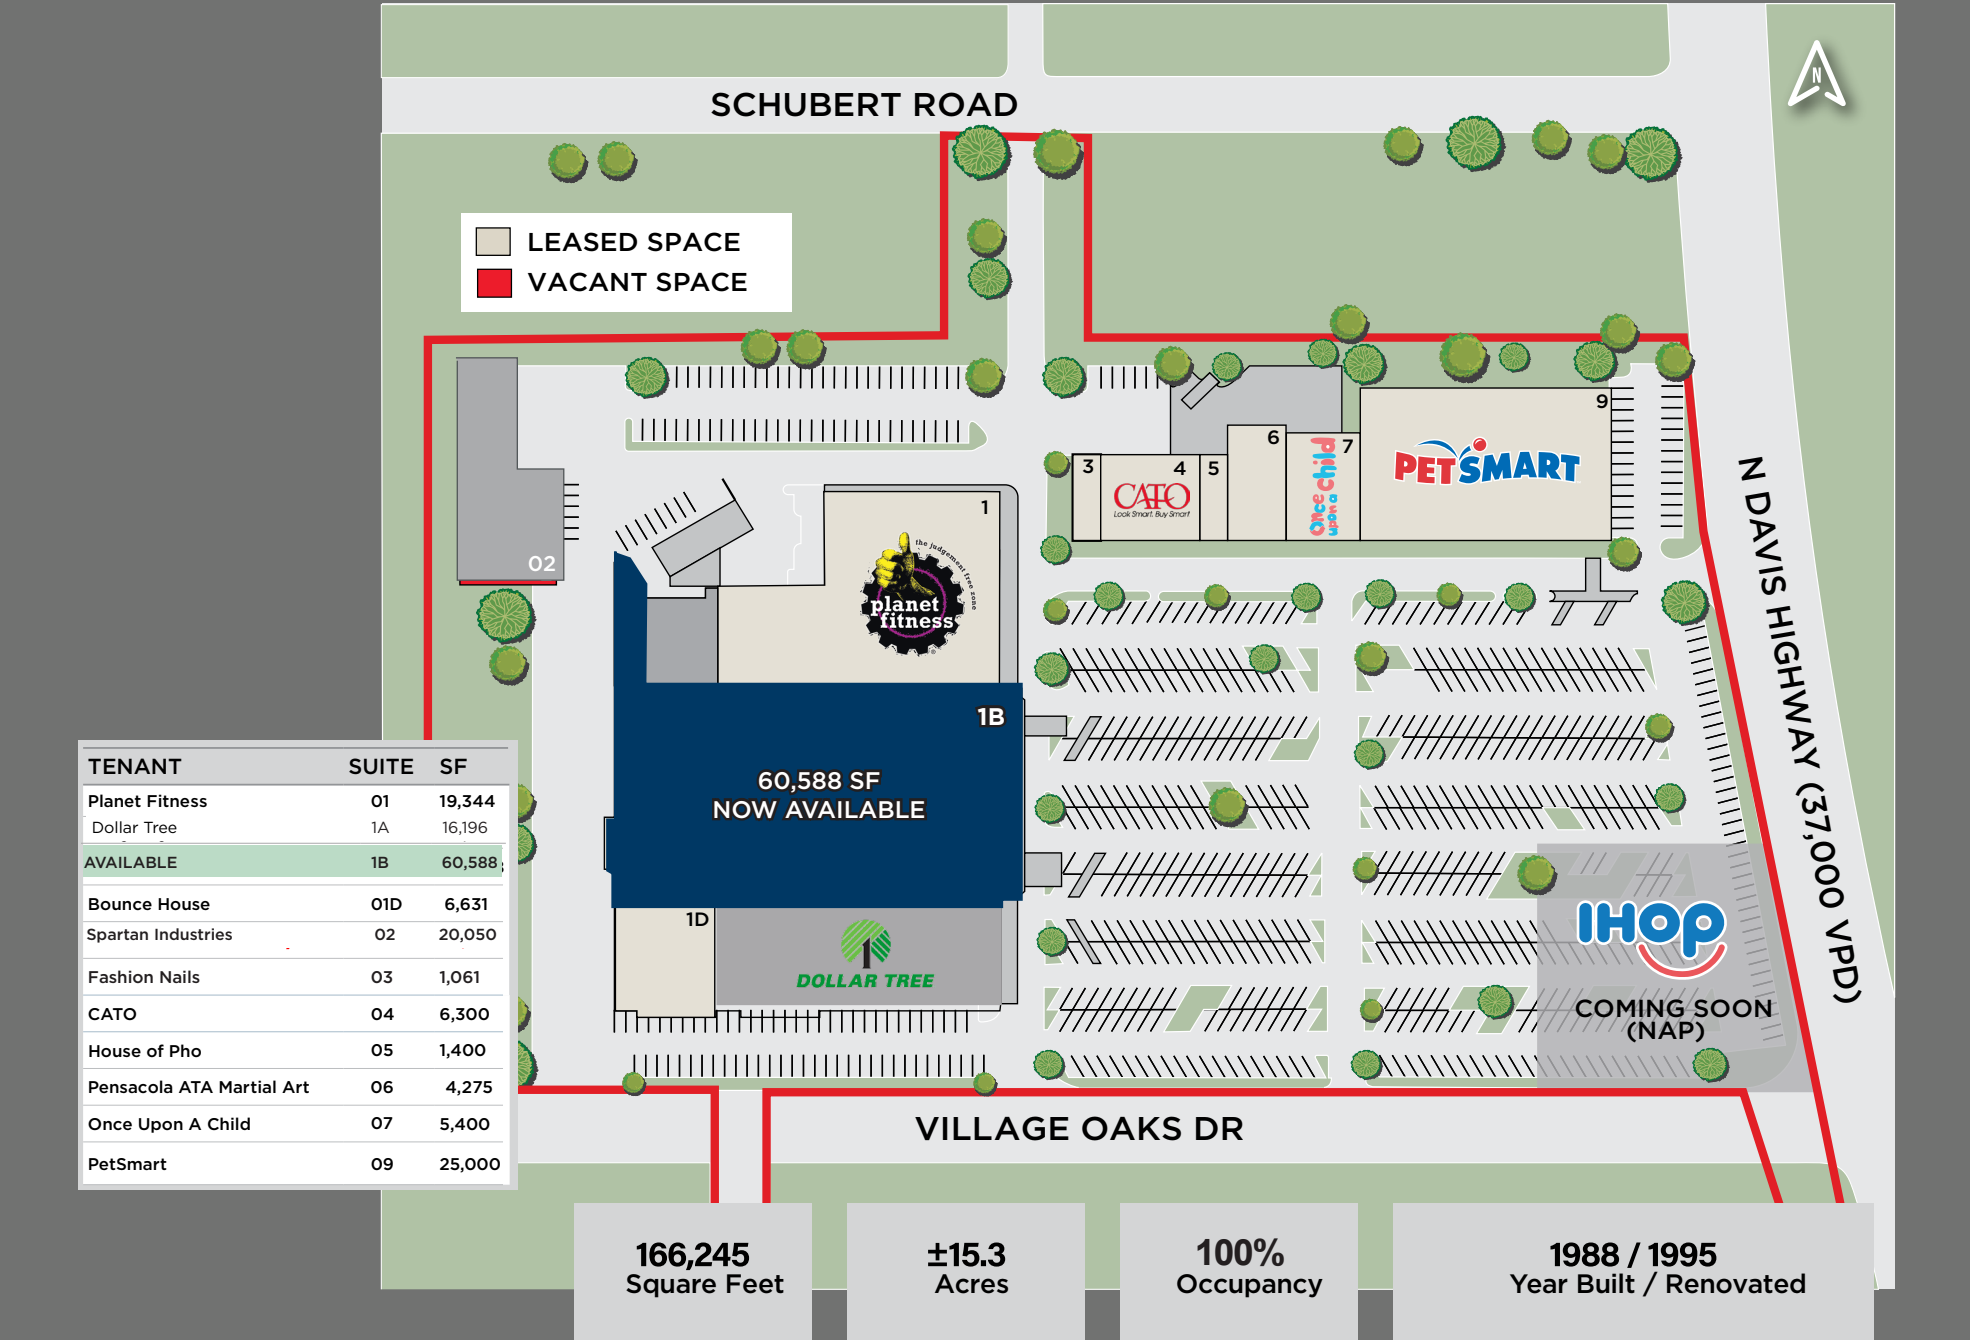 SCHUBERT ROAD
N
LEASED SPACE
VACANT SPACE
N DAVIS HIGHWAY (37,000 VPD)
02
1
the judgement free zone
planet
fitness
3
4
CATO
Look Smart. Buy Smart
5
6
7
once
upon a child
9
PETSMART
1B
60,588 SF
NOW AVAILABLE
1D
DOLLAR TREE
IHOP
COMING SOON
(NAP)
TENANT SUITE SF
Planet Fitness 01 19,344
Dollar Tree 1A 16,196
AVAILABLE 1B 60,588
Bounce House 01D 6,631
Spartan Industries 02 20,050
Fashion Nails 03 1,061
CATO 04 6,300
House of Pho 05 1,400
Pensacola ATA Martial Art 06 4,275
Once Upon A Child 07 5,400
PetSmart 09 25,000
VILLAGE OAKS DR
166,245
Square Feet
±15.3
Acres
100%
Occupancy
1988 / 1995
Year Built / Renovated